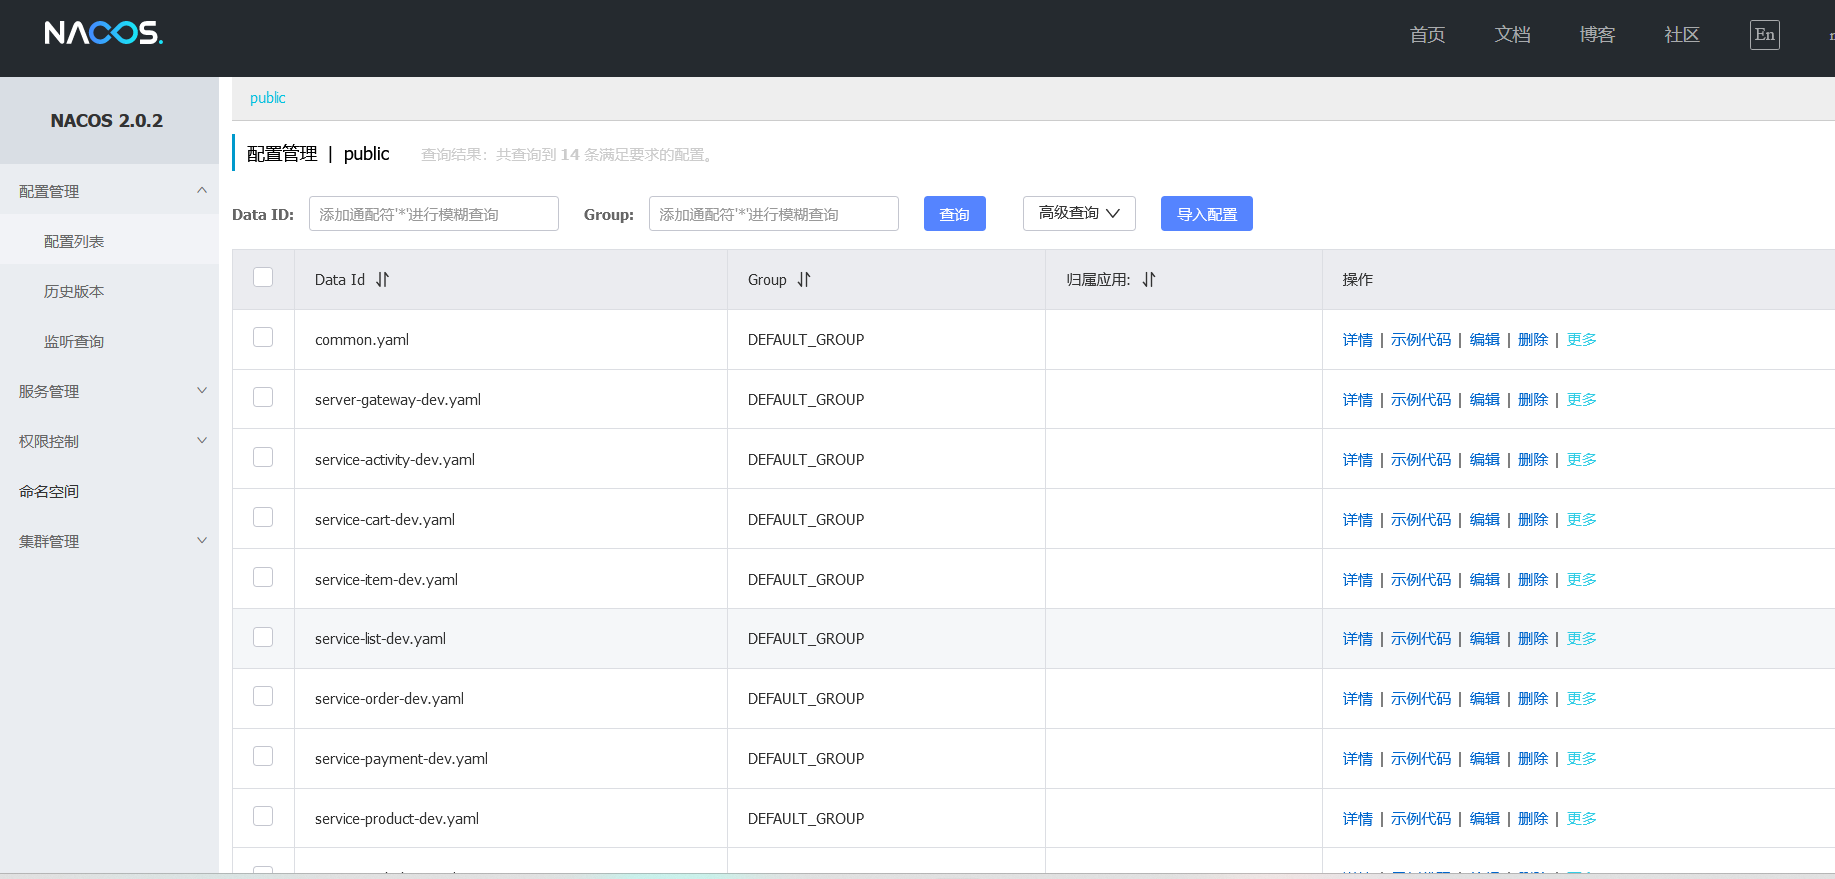 NACOS.
首页 文档 博客 社区 En
NACOS 2.0.2
配置管理
配置列表
历史版本
监听查询
服务管理
权限控制
命名空间
集群管理
public
配置管理 | public 查询结果：共查询到 14 条满足要求的配置。
Data ID: 添加通配符'*'进行模糊查询 Group: 添加通配符'*'进行模糊查询 查询 高级查询 导入配置
Data Id Group 归属应用: 操作
common.yaml DEFAULT_GROUP 详情 | 示例代码 | 编辑 | 删除 | 更多
server-gateway-dev.yaml DEFAULT_GROUP 详情 | 示例代码 | 编辑 | 删除 | 更多
service-activity-dev.yaml DEFAULT_GROUP 详情 | 示例代码 | 编辑 | 删除 | 更多
service-cart-dev.yaml DEFAULT_GROUP 详情 | 示例代码 | 编辑 | 删除 | 更多
service-item-dev.yaml DEFAULT_GROUP 详情 | 示例代码 | 编辑 | 删除 | 更多
service-list-dev.yaml DEFAULT_GROUP 详情 | 示例代码 | 编辑 | 删除 | 更多
service-order-dev.yaml DEFAULT_GROUP 详情 | 示例代码 | 编辑 | 删除 | 更多
service-payment-dev.yaml DEFAULT_GROUP 详情 | 示例代码 | 编辑 | 删除 | 更多
service-product-dev.yaml DEFAULT_GROUP 详情 | 示例代码 | 编辑 | 删除 | 更多